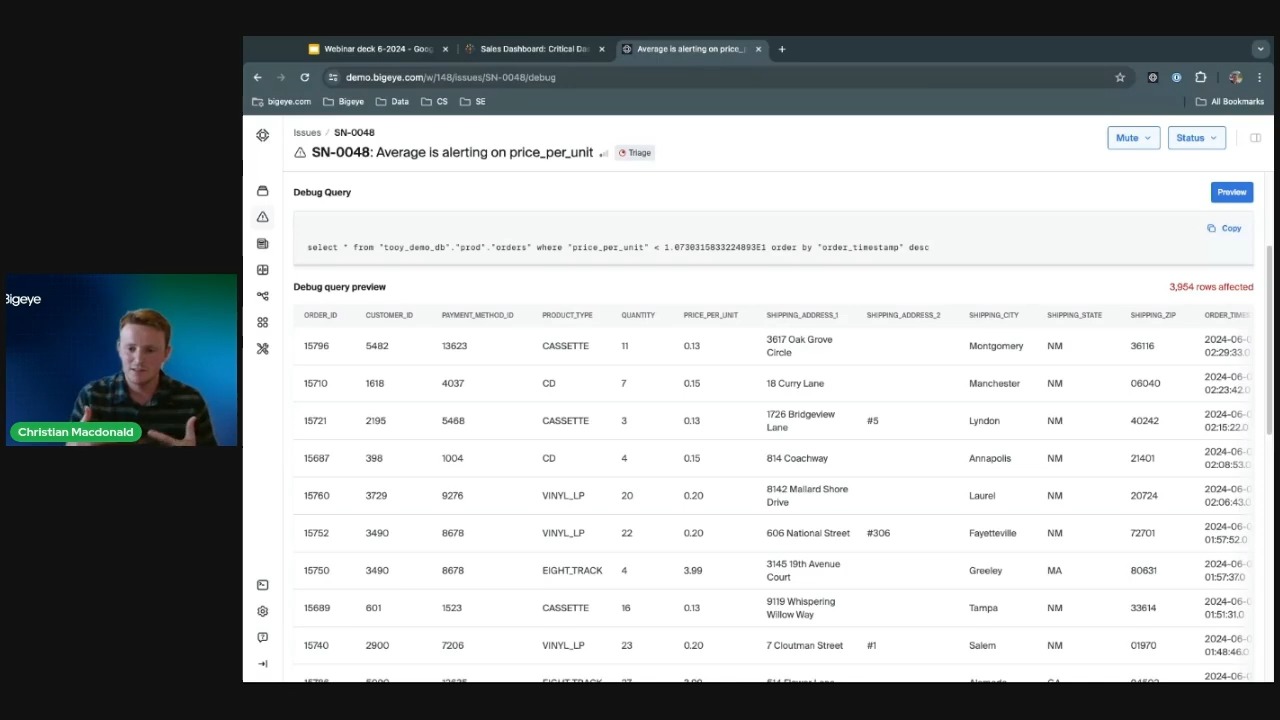 Webinar deck 6-2024 - Goog
Sales Dashboard: Critical Da
Average is alerting on price_
demo.bigeye.com/w/148/issues/SN-0048/debug
bigeye.com Bigeye Data CS SE All Bookmarks
Issues / SN-0048
SN-0048: Average is alerting on price_per_unit Triage
Mute Status
Debug Query Preview
Copy
select * from "tooy_demo_db"."prod"."orders" where "price_per_unit" < 1.0730315833224893E1 order by "order_timestamp" desc
Debug query preview 3,954 rows affected
ORDER_ID CUSTOMER_ID PAYMENT_METHOD_ID PRODUCT_TYPE QUANTITY PRICE_PER_UNIT SHIPPING_ADDRESS_1 SHIPPING_ADDRESS_2 SHIPPING_CITY SHIPPING_STATE SHIPPING_ZIP ORDER_TIMES
15796 5482 13623 CASSETTE 11 0.13 3617 Oak Grove Circle Montgomery NM 36116 2024-06-0 02:29:33.0
15710 1618 4037 CD 7 0.15 18 Curry Lane Manchester NM 06040 2024-06-0 02:23:42.0
15721 2195 5468 CASSETTE 3 0.13 1726 Bridgeview Lane #5 Lyndon NM 40242 2024-06-0 02:15:22.0
15687 398 1004 CD 4 0.15 814 Coachway Annapolis NM 21401 2024-06-0 02:08:53.0
15760 3729 9276 VINYL_LP 20 0.20 8142 Mallard Shore Drive Laurel NM 20724 2024-06-0 02:06:43.0
15752 3490 8678 VINYL_LP 22 0.20 606 National Street #306 Fayetteville NM 72701 2024-06-0 01:57:52.0
15750 3490 8678 EIGHT_TRACK 4 3.99 3145 19th Avenue Court Greeley MA 80631 2024-06-0 01:57:37.0
15689 601 1523 CASSETTE 16 0.13 9119 Whispering Willow Way Tampa NM 33614 2024-06-0 01:51:31.0
15740 2900 7206 VINYL_LP 23 0.20 7 Cloutman Street #1 Salem NM 01970 2024-06-0 01:48:46.0
2024-06-0
Bigeye
Christian Macdonald